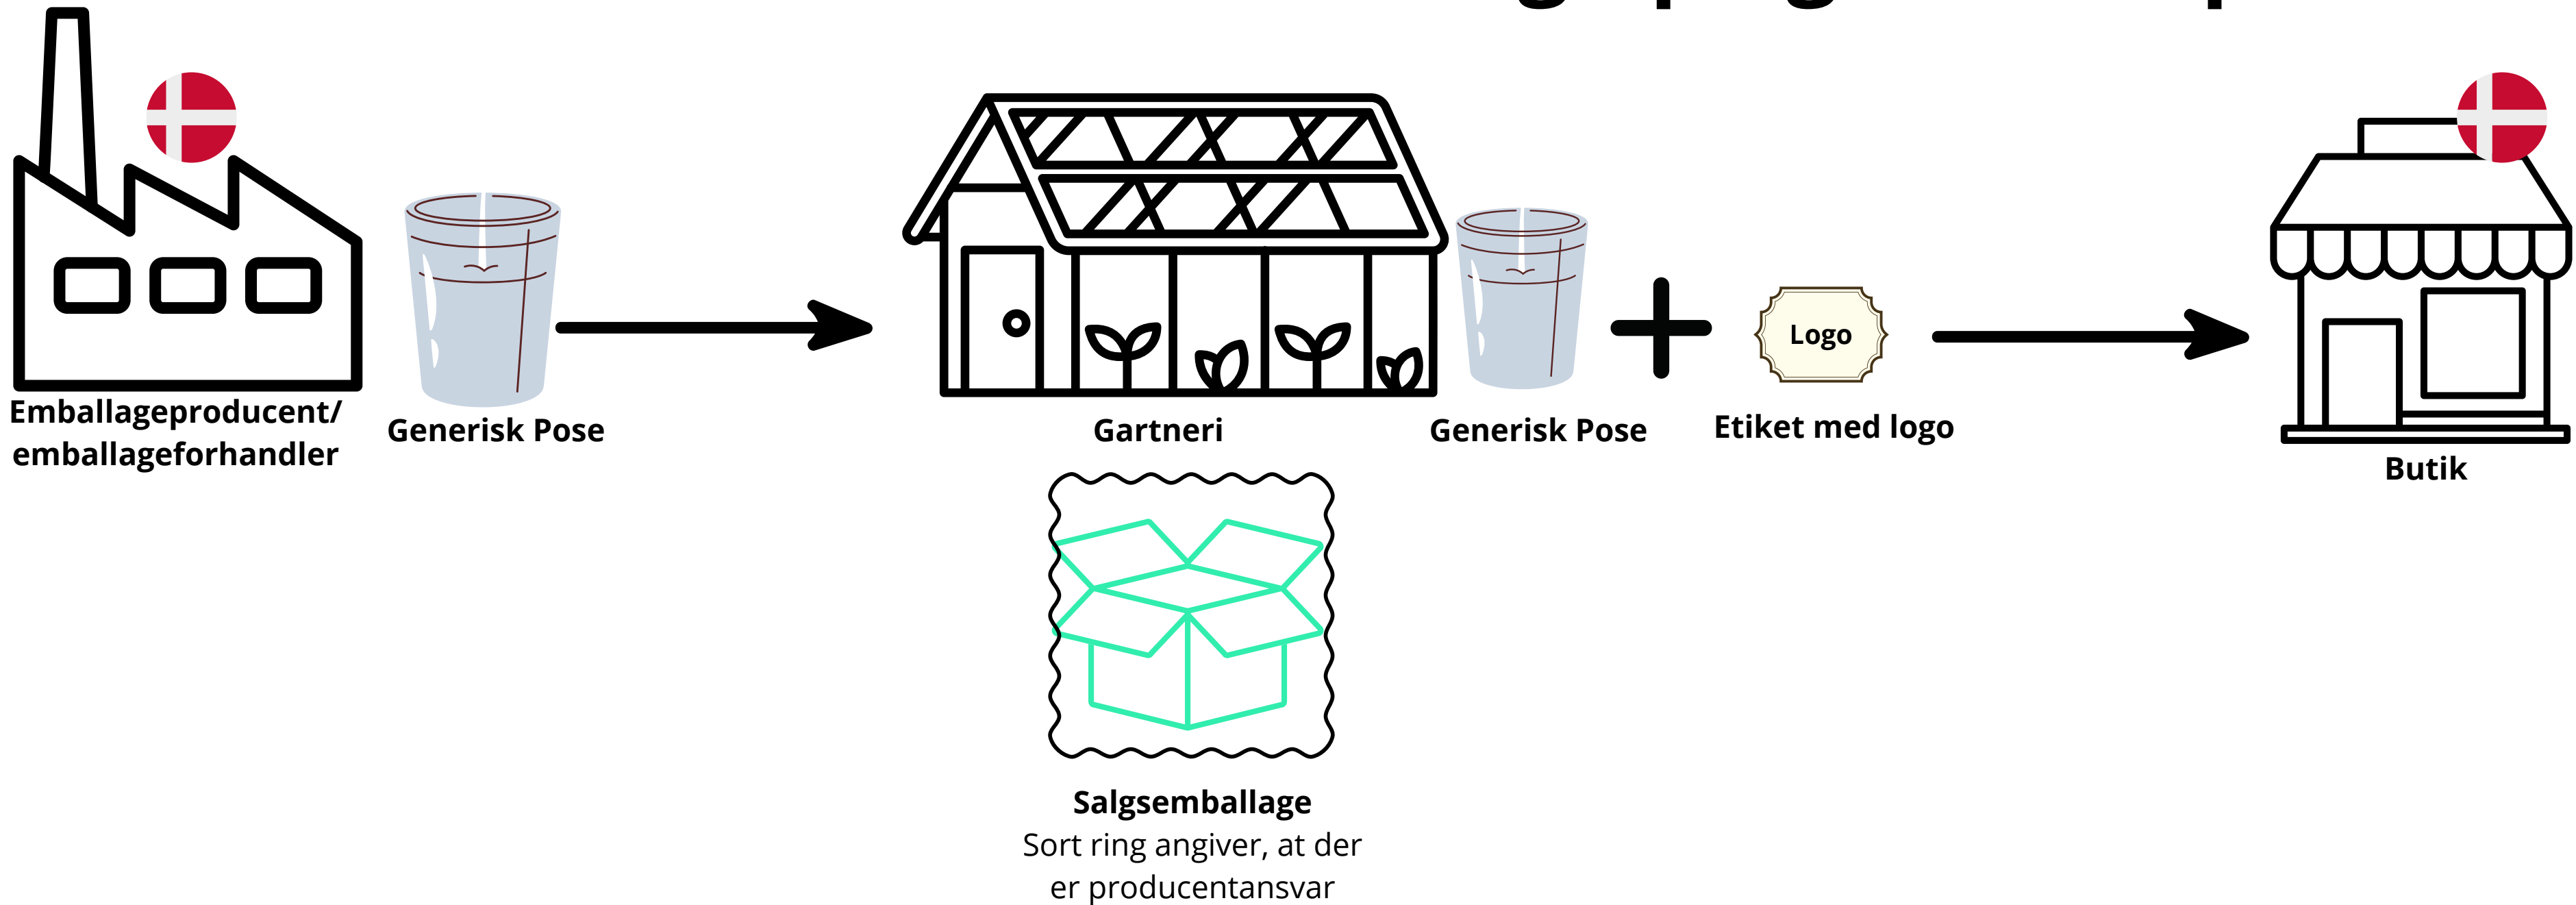 Emballageproducent/
emballageforhandler
Generisk Pose
Gartneri
Generisk Pose
Logo
Etiket med logo
Butik
Salgsemballage
Sort ring angiver, at der
er producentansvar